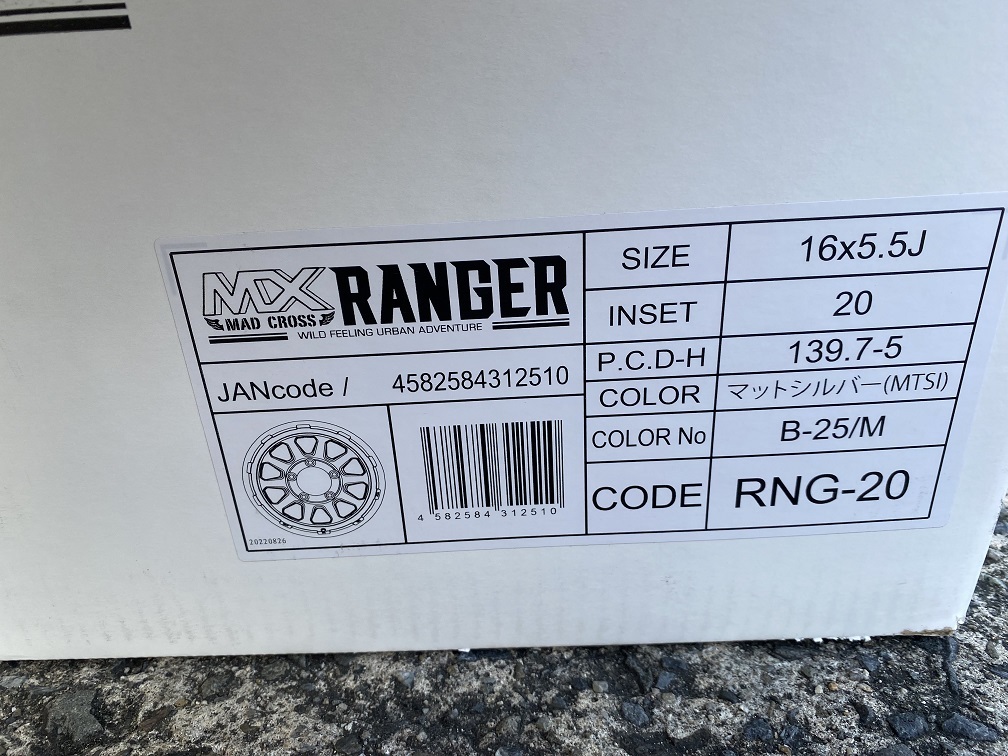 MX RANGER
MAD CROSS
WILD FEELING URBAN ADVENTURE
JANcode / 4582584312510
4 582584 312510
20220826
SIZE 16x5.5J
INSET 20
P.C.D-H 139.7-5
COLOR マットシルバー(MTSI)
COLOR No B-25/M
CODE RNG-20